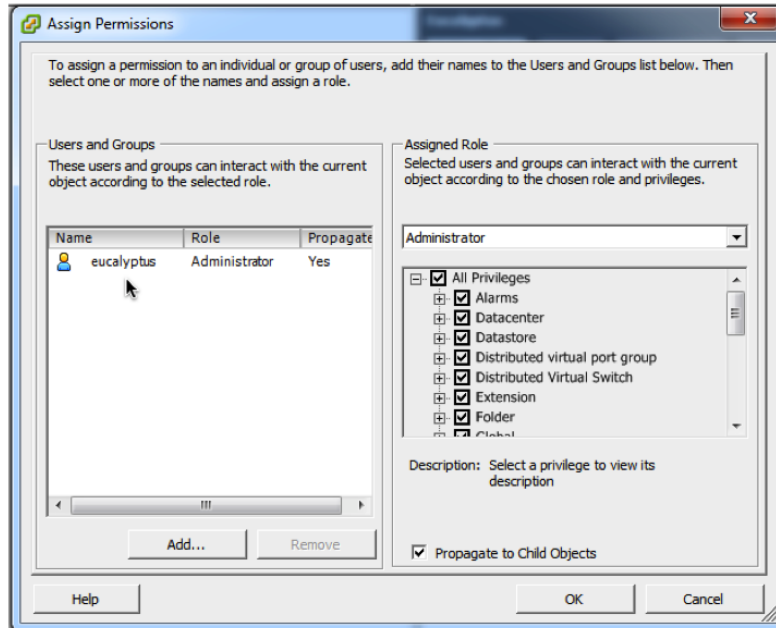 Assign Permissions
To assign a permission to an individual or group of users, add their names to the Users and Groups list below. Then
select one or more of the names and assign a role.
Users and Groups
These users and groups can interact with the current
object according to the selected role.
Name Role Propagate
eucalyptus Administrator Yes
Add...
Remove
Assigned Role
Selected users and groups can interact with the current
object according to the chosen role and privileges.
Administrator
All Privileges
Alarms
Datacenter
Datastore
Distributed virtual port group
Distributed Virtual Switch
Extension
Folder
Global
Description: Select a privilege to view its
description
Propagate to Child Objects
Help
OK
Cancel